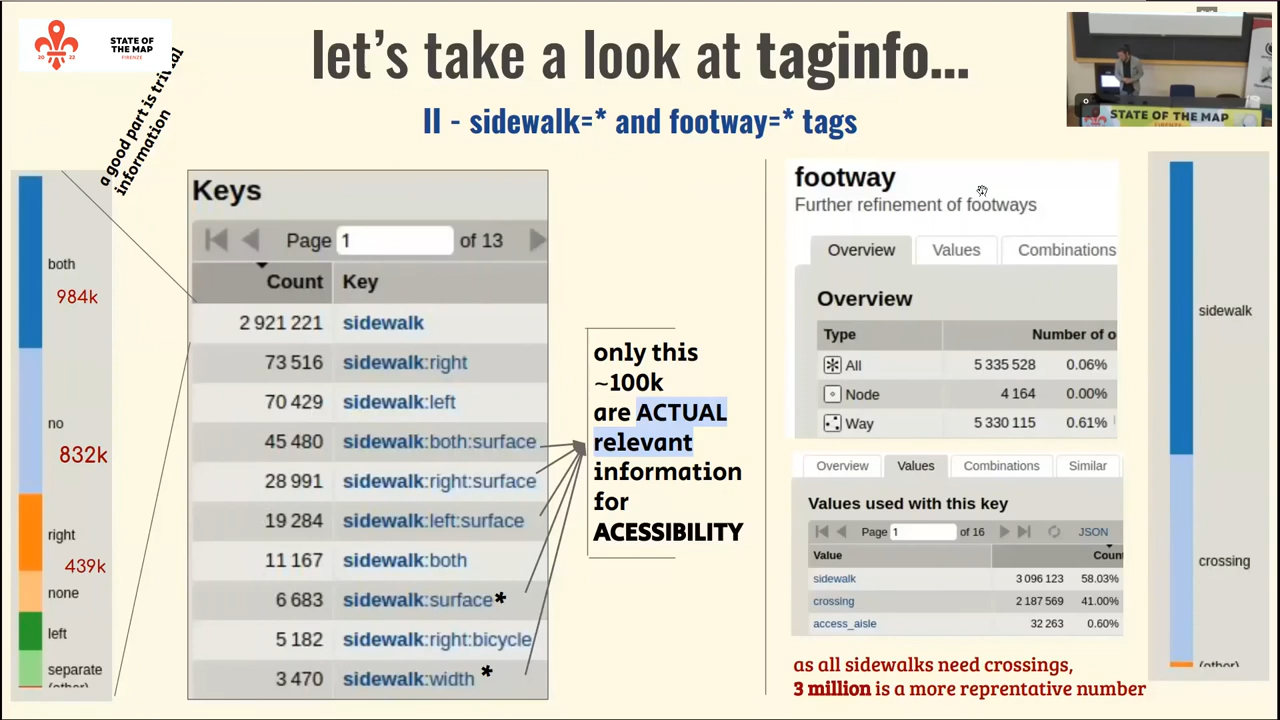 STATE OF
THE MAP
FIRENZE
2022
let's take a look at taginfo...
II - sidewalk=* and footway=* tags
STATE OF THE MAP
a good part is trivial
information
both
984k
no
832k
right
439k
none
left
separate
(other)
Keys
Page 1 of 13
Count Key
2 921 221 sidewalk
73 516 sidewalk:right
70 429 sidewalk:left
45 480 sidewalk:both:surface
28 991 sidewalk:right:surface
19 284 sidewalk:left:surface
11 167 sidewalk:both
6 683 sidewalk:surface*
5 182 sidewalk:right:bicycle
3 470 sidewalk:width *
only this
~100k
are ACTUAL
relevant
information
for
ACESSIBILITY
footway
Further refinement of footways
Overview Values Combinations
Overview
Type Number of o
All 5 335 528 0.06%
Node 4 164 0.00%
Way 5 330 115 0.61%
Overview Values Combinations Similar
Values used with this key
Page 1 of 16 JSON
Value Count
sidewalk 3 096 123 58.03%
crossing 2 187 569 41.00%
access_aisle 32 263 0.60%
as all sidewalks need crossings,
3 million is a more reprentative number
sidewalk
crossing
(other)